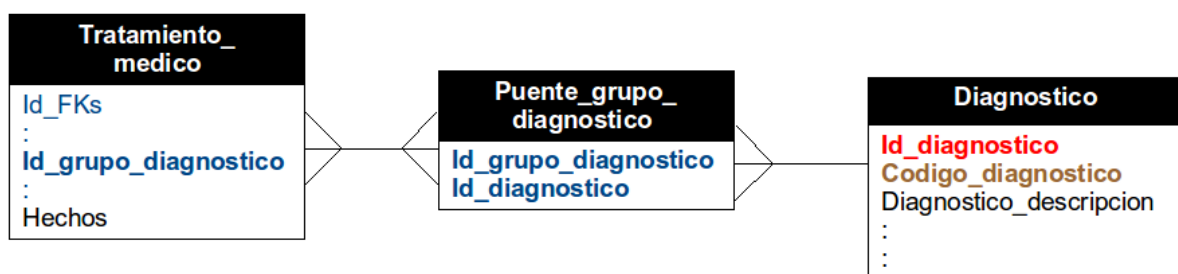 Tratamiento_
medico
Id_FKs
:
Id_grupo_diagnostico
:
Hechos
Puente_grupo_
diagnostico
Id_grupo_diagnostico
Id_diagnostico
Diagnostico
Id_diagnostico
Codigo_diagnostico
Diagnostico_descripcion
:
: